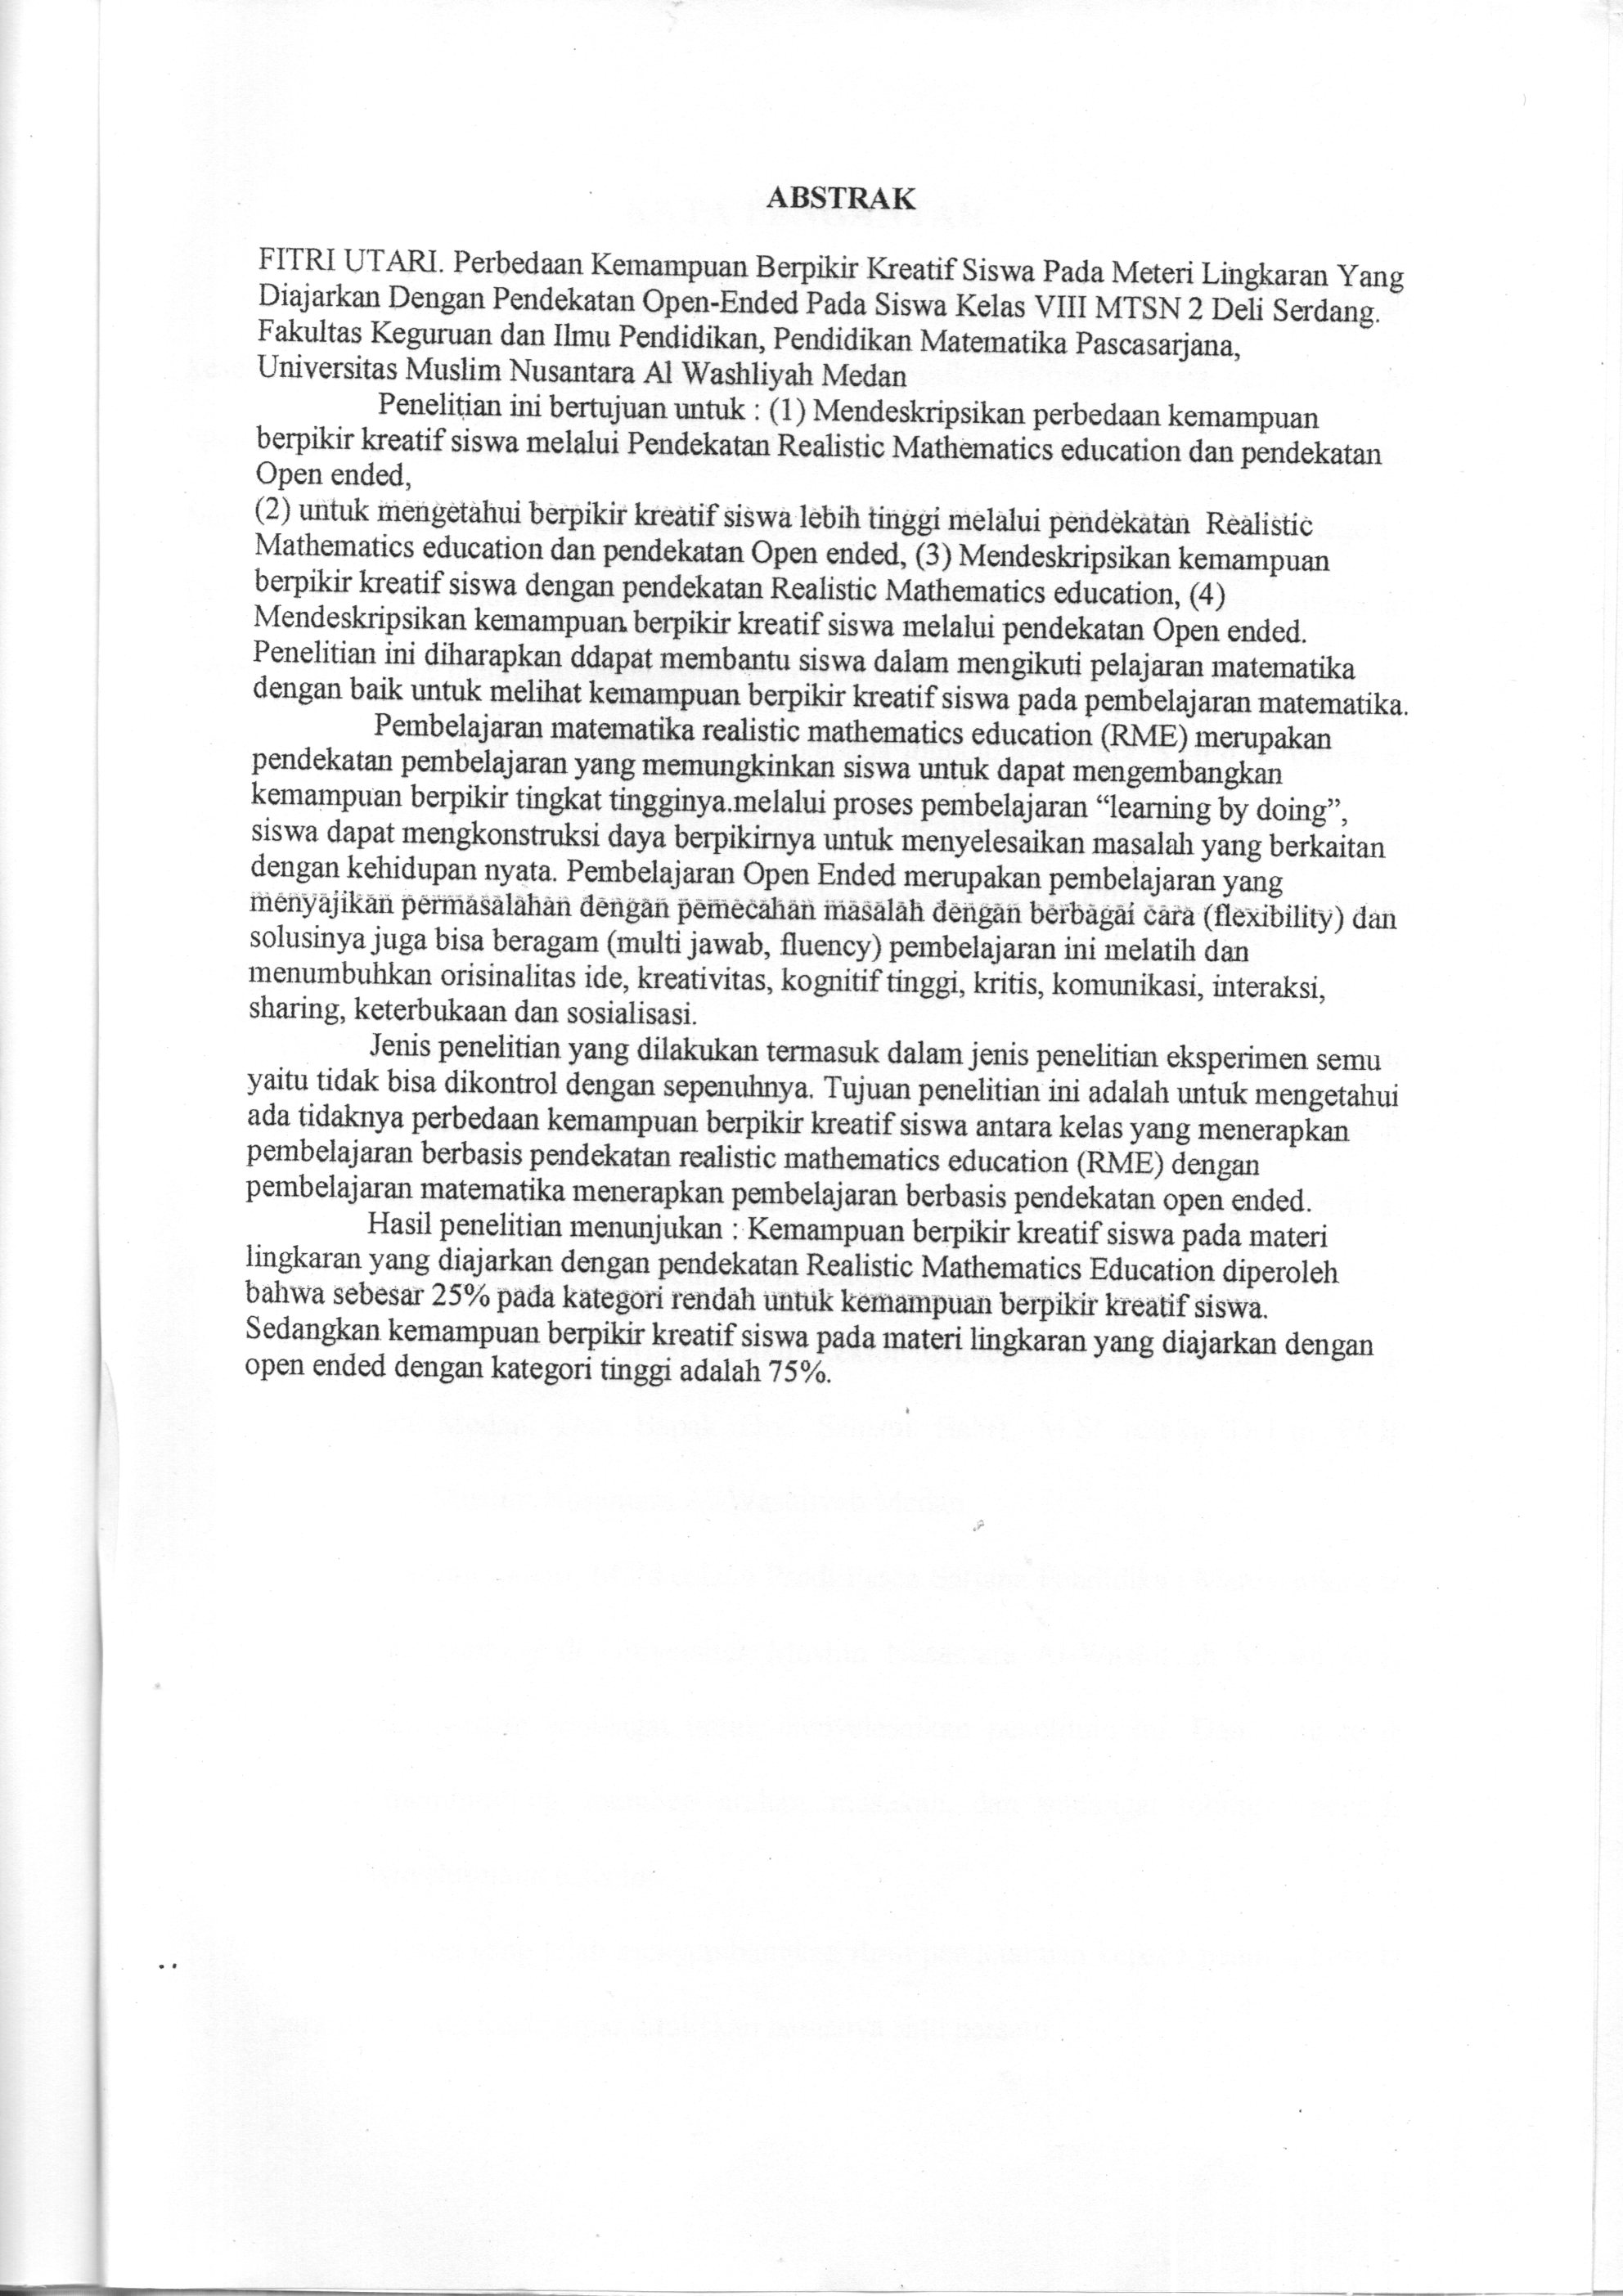 ABSTRAK
FITRI UTARI. Perbedaan Kemampuan Berpikir Kreatif Siswa Pada Meteri Lingkaran Yang
Diajarkan Dengan Pendekatan Open-Ended Pada Siswa Kelas VIII MTSN 2 Deli Serdang.
Fakultas Keguruan dan Ilmu Pendidikan, Pendidikan Matematika Pascasarjana,
Universitas Muslim Nusantara Al Washliyah Medan
Penelitian ini bertujuan untuk : (1) Mendeskripsikan perbedaan kemampuan
berpikir kreatif siswa melalui Pendekatan Realistic Mathematics education dan pendekatan
Open ended,
(2) untuk mengetahui berpikir kreatif siswa lebih tinggi melalui pendekatan Realistic
Mathematics education dan pendekatan Open ended, (3) Mendeskripsikan kemampuan
berpikir kreatif siswa dengan pendekatan Realistic Mathematics education, (4)
Mendeskripsikan kemampuan berpikir kreatif siswa melalui pendekatan Open ended.
Penelitian ini diharapkan ddapat membantu siswa dalam mengikuti pelajaran matematika
dengan baik untuk melihat kemampuan berpikir kreatif siswa pada pembelajaran matematika.
Pembelajaran matematika realistic mathematics education (RME) merupakan
pendekatan pembelajaran yang memungkinkan siswa untuk dapat mengembangkan
kemampuan berpikir tingkat tingginya.melalui proses pembelajaran “learning by doing”,
siswa dapat mengkonstruksi daya berpikirnya untuk menyelesaikan masalah yang berkaitan
dengan kehidupan nyata. Pembelajaran Open Ended merupakan pembelajaran yang
menyajikan permasalahan dengan pemecahan masalah dengan berbagai cara (flexibility) dan
solusinya juga bisa beragam (multi jawab, fluency) pembelajaran ini melatih dan
menumbuhkan orisinalitas ide, kreativitas, kognitif tinggi, kritis, komunikasi, interaksi,
sharing, keterbukaan dan sosialisasi.
Jenis penelitian yang dilakukan termasuk dalam jenis penelitian eksperimen semu
yaitu tidak bisa dikontrol dengan sepenuhnya. Tujuan penelitian ini adalah untuk mengetahui
ada tidaknya perbedaan kemampuan berpikir kreatif siswa antara kelas yang menerapkan
pembelajaran berbasis pendekatan realistic mathematics education (RME) dengan
pembelajaran matematika menerapkan pembelajaran berbasis pendekatan open ended.
Hasil penelitian menunjukan : Kemampuan berpikir kreatif siswa pada materi
lingkaran yang diajarkan dengan pendekatan Realistic Mathematics Education diperoleh
bahwa sebesar 25% pada kategori rendah untuk kemampuan berpikir kreatif siswa.
Sedangkan kemampuan berpikir kreatif siswa pada materi lingkaran yang diajarkan dengan
open ended dengan kategori tinggi adalah 75%.